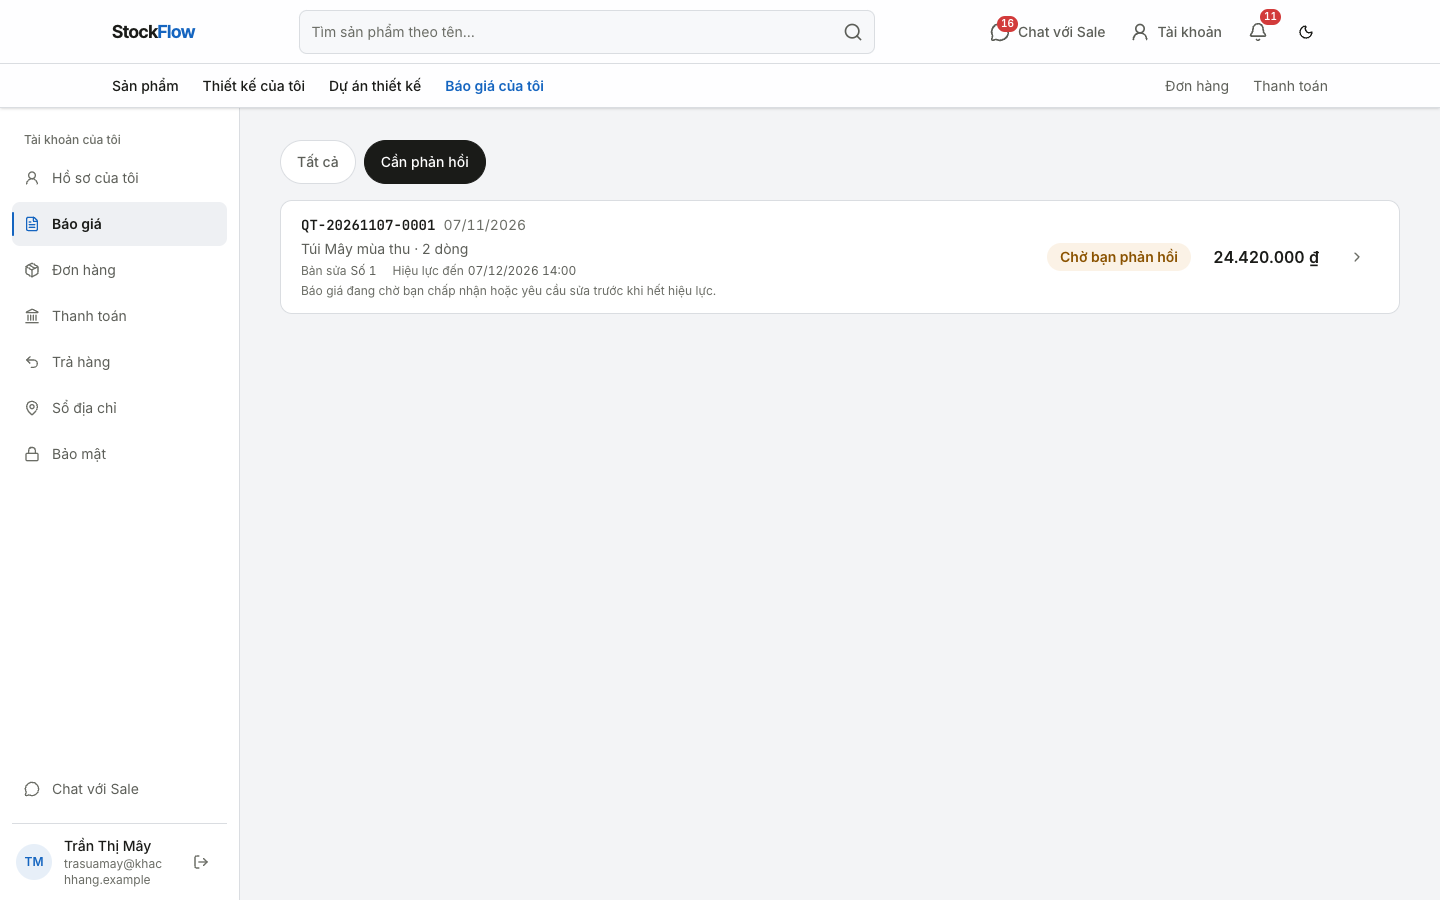 StockFlow
Tìm sản phẩm theo tên...
16
Chat với Sale
Tài khoản
11
Sản phẩm
Thiết kế của tôi
Dự án thiết kế
Báo giá của tôi
Đơn hàng
Thanh toán
Tài khoản của tôi
Hồ sơ của tôi
Báo giá
Đơn hàng
Thanh toán
Trả hàng
Sổ địa chỉ
Bảo mật
Chat với Sale
TM
Trần Thị Mây
trasuamay@khac
hhang.example
Tất cả
Cần phản hồi
QT-20261107-0001 07/11/2026
Túi Mây mùa thu · 2 dòng
Bản sửa Số 1 Hiệu lực đến 07/12/2026 14:00
Báo giá đang chờ bạn chấp nhận hoặc yêu cầu sửa trước khi hết hiệu lực.
Chờ bạn phản hồi
24.420.000 ₫